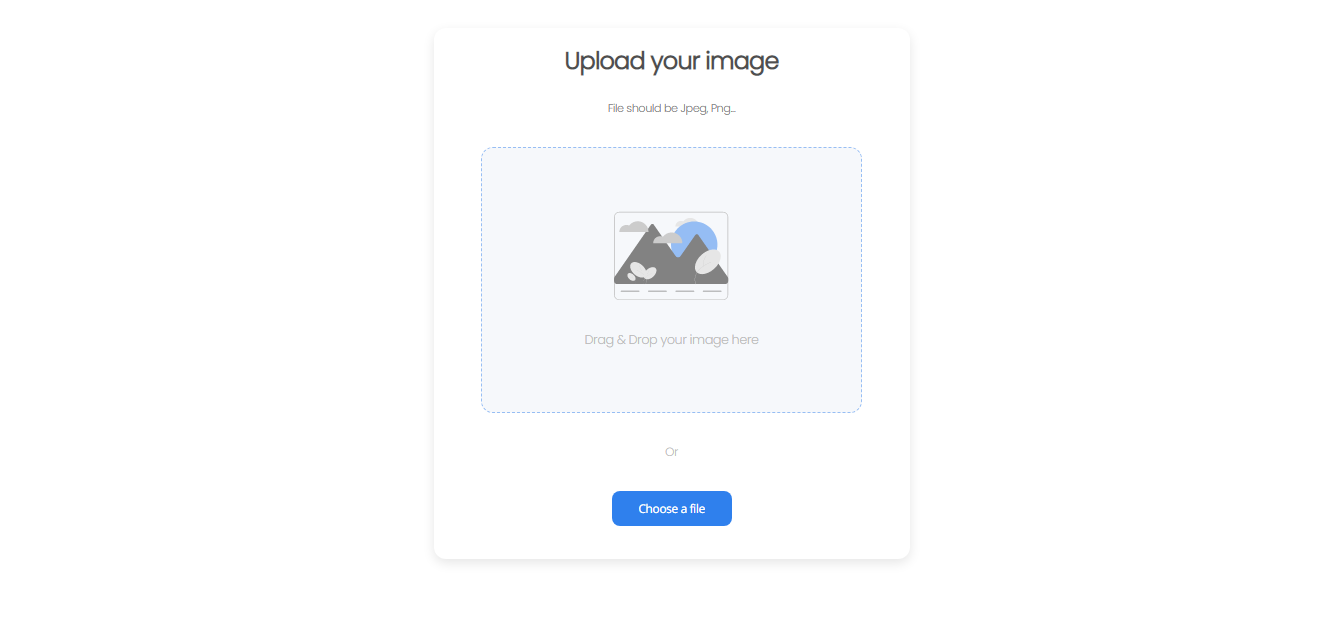 Upload your image
File should be Jpeg, Png...
Drag & Drop your image here
Or
Choose a file